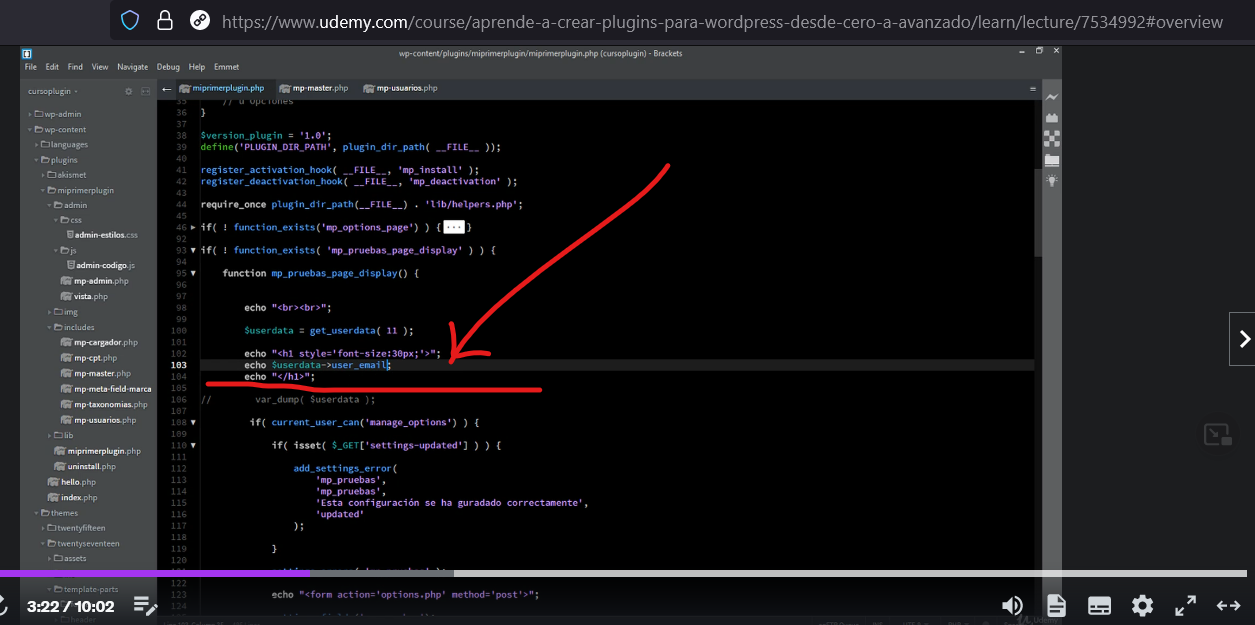 https://www.udemy.com/course/aprende-a-crear-plugins-para-wordpress-desde-cero-a-avanzado/learn/lecture/7534992#overview
wp-content/plugins/miprimerplugin/miprimerplugin.php (cursoplugin) - Brackets
File Edit Find View Navigate Debug Help Emmet
cursoplugin
wp-admin
wp-content
languages
plugins
akismet
miprimerplugin
admin
css
admin-estilos.css
js
admin-codigo.js
mp-admin.php
vista.php
img
includes
mp-cargador.php
mp-cpt.php
mp-master.php
mp-meta-field-marca
mp-taxonomias.php
mp-usuarios.php
lib
miprimerplugin.php
uninstall.php
hello.php
index.php
themes
twentyfifteen
twentyseventeen
assets
template-parts
header
miprimerplugin.php mp-master.php mp-usuarios.php
35 // u opciones
36 }
37
38 $version_plugin = '1.0';
39 define('PLUGIN_DIR_PATH', plugin_dir_path( __FILE__ ));
40
41 register_activation_hook( __FILE__, 'mp_install' );
42 register_deactivation_hook( __FILE__, 'mp_deactivation' );
43
44 require_once plugin_dir_path(__FILE__) . 'lib/helpers.php';
45
46 if( ! function_exists('mp_options_page') ) { ... }
92
93 if( ! function_exists( 'mp_pruebas_page_display' ) ) {
94
95 function mp_pruebas_page_display() {
96
97
98 echo "<br><br>";
99
100 $userdata = get_userdata( 11 );
101
102 echo "<h1 style='font-size:30px;'>";
103 echo $userdata->user_email;
104 echo "</h1>";
105
106 // var_dump( $userdata );
107
108 if( current_user_can('manage_options') ) {
109
110 if( isset( $_GET['settings-updated'] ) ) {
111
112 add_settings_error(
113 'mp_pruebas',
114 'mp_pruebas',
115 'Esta configuración se ha guradado correctamente',
116 'updated'
117 );
118
119 }
120
122
123 echo "<form action='options.php' method='post'>";
124
3:22 / 10:02